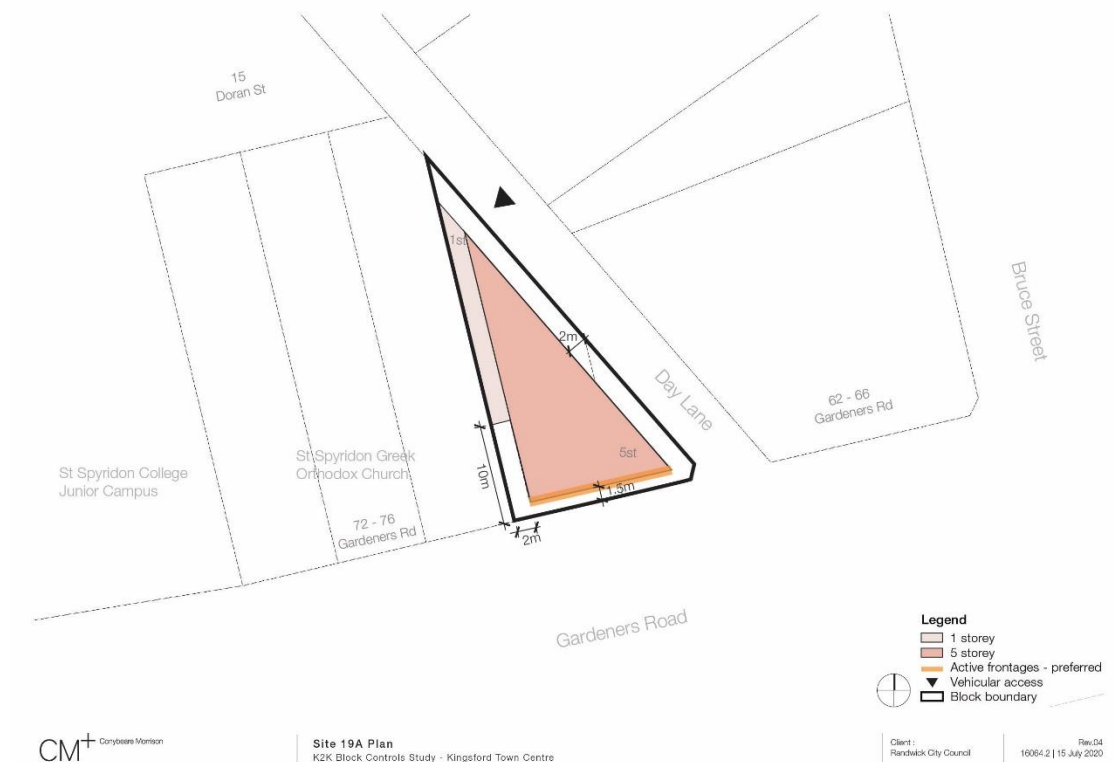 15
Doran St
1st
2m
Day Lane
Bruce Street
62 - 66
Gardeners Rd
5st
St Spyridon College
Junior Campus
St Spyridon Greek
Orthodox Church
10m
1.5m
72 - 76
Gardeners Rd
2m
Gardeners Road
Legend
1 storey
5 storey
Active frontages - preferred
Vehicular access
Block boundary
CM+ Conybeare Morrison
Site 19A Plan
K2K Block Controls Study - Kingsford Town Centre
Client :
Randwick City Council
Rev.04
16064.2 | 15 July 2020